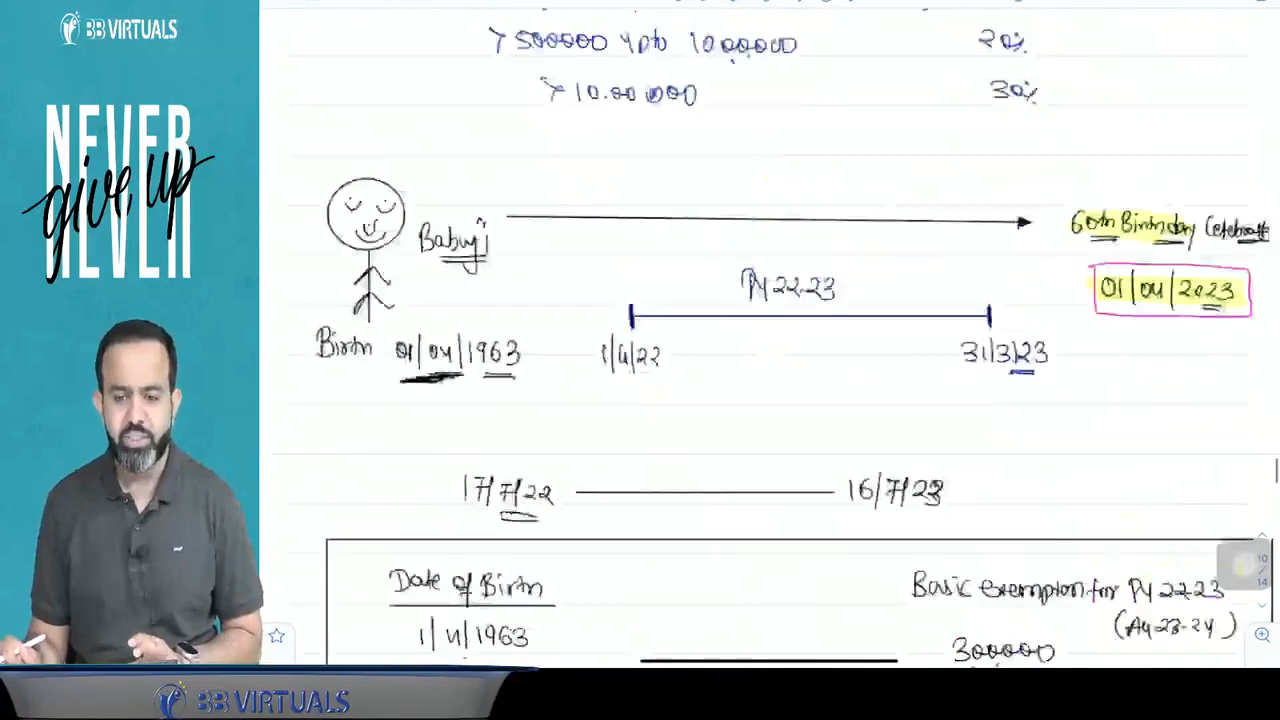 BB VIRTUALS
NEVER
give up
NEVER
> 500000 upto 1000000 20%
> 10.00 000 30%
Babuji
60th Birthday Celebrate
Py 22-23
01/04/2023
Birth 01/04/1963
1/4/22
31/3/23
17/7/22 16/7/23
Date of Birth
Basic exemption for Py 22-23
1/4/1963
(Ay 23-24)
300000
10
14
BB VIRTUALS